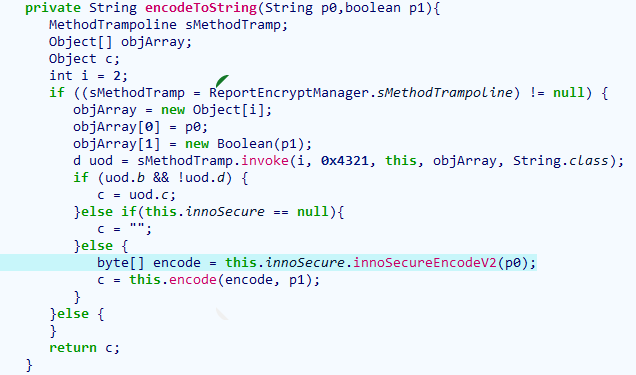 private String encodeToString(String p0,boolean p1){
MethodTrampoline sMethodTramp;
Object[] objArray;
Object c;
int i = 2;
if ((sMethodTramp = ReportEncryptManager.sMethodTrampoline) != null) {
objArray = new Object[i];
objArray[0] = p0;
objArray[1] = new Boolean(p1);
d uod = sMethodTramp.invoke(i, 0x4321, this, objArray, String.class);
if (uod.b && !uod.d) {
c = uod.c;
}else if(this.innoSecure == null){
c = "";
}else {
byte[] encode = this.innoSecure.innoSecureEncodeV2(p0);
c = this.encode(encode, p1);
}
}else {
}
return c;
}